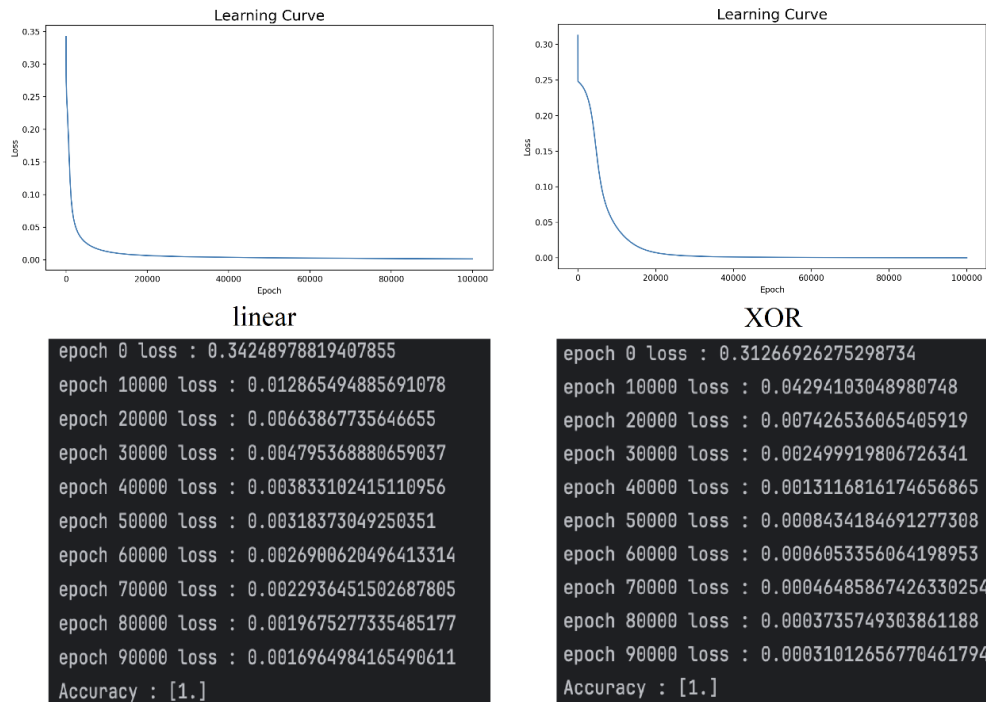 Learning Curve
0.35
0.30
0.25
0.20
0.15
0.10
0.05
0.00
Loss
0
20000
40000
60000
80000
100000
Epoch
linear
epoch 0 loss : 0.34248978819407855
epoch 10000 loss : 0.012865494885691078
epoch 20000 loss : 0.00663867735646655
epoch 30000 loss : 0.004795368880659037
epoch 40000 loss : 0.003833102415110956
epoch 50000 loss : 0.00318373049250351
epoch 60000 loss : 0.0026900620496413314
epoch 70000 loss : 0.0022936451502687805
epoch 80000 loss : 0.0019675277335485177
epoch 90000 loss : 0.0016964984165490611
Accuracy : [1.]
Learning Curve
0.30
0.25
0.20
0.15
0.10
0.05
0.00
Loss
0
20000
40000
60000
80000
100000
Epoch
XOR
epoch 0 loss : 0.31266926275298734
epoch 10000 loss : 0.04294103048980748
epoch 20000 loss : 0.007426536065405919
epoch 30000 loss : 0.002499919806726341
epoch 40000 loss : 0.0013116816174656865
epoch 50000 loss : 0.0008434184691277308
epoch 60000 loss : 0.0006053356064198953
epoch 70000 loss : 0.00046485867426330254
epoch 80000 loss : 0.0003735749303861188
epoch 90000 loss : 0.00031012656770461794
Accuracy : [1.]